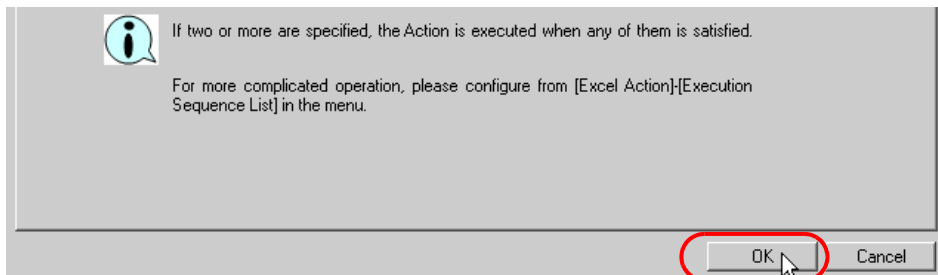 If two or more are specified, the Action is executed when any of them is satisfied.
For more complicated operation, please configure from [Excel Action]-[Execution
Sequence List] in the menu.
OK
Cancel